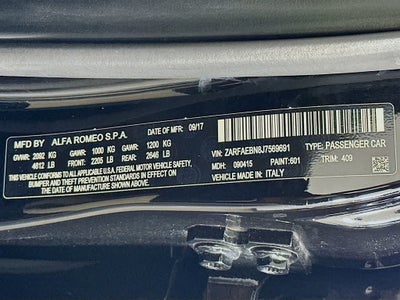 MFD BY: ALFA ROMEO S.P.A. 09/17
GVWR: 2092 KG GAWR: 1000 KG GAWR: 1200 KG
4612 LB FRONT: 2205 LB REAR: 2646 LB
THIS VEHICLE CONFORMS TO ALL APPLICABLE
U.S.A. FEDERAL MOTOR VEHICLE SAFETY,
BUMPER AND THEFT PREVENTION STANDARDS IN
EFFECT ON THE DATE OF MANUFACTURE SHOWN ABOVE
VIN: ZARFAEBN8J7569691 TYPE: PASSENGER CAR
MDH: 090415 PAINT:601 TRIM: 409
VEHICLE MADE IN: ITALY